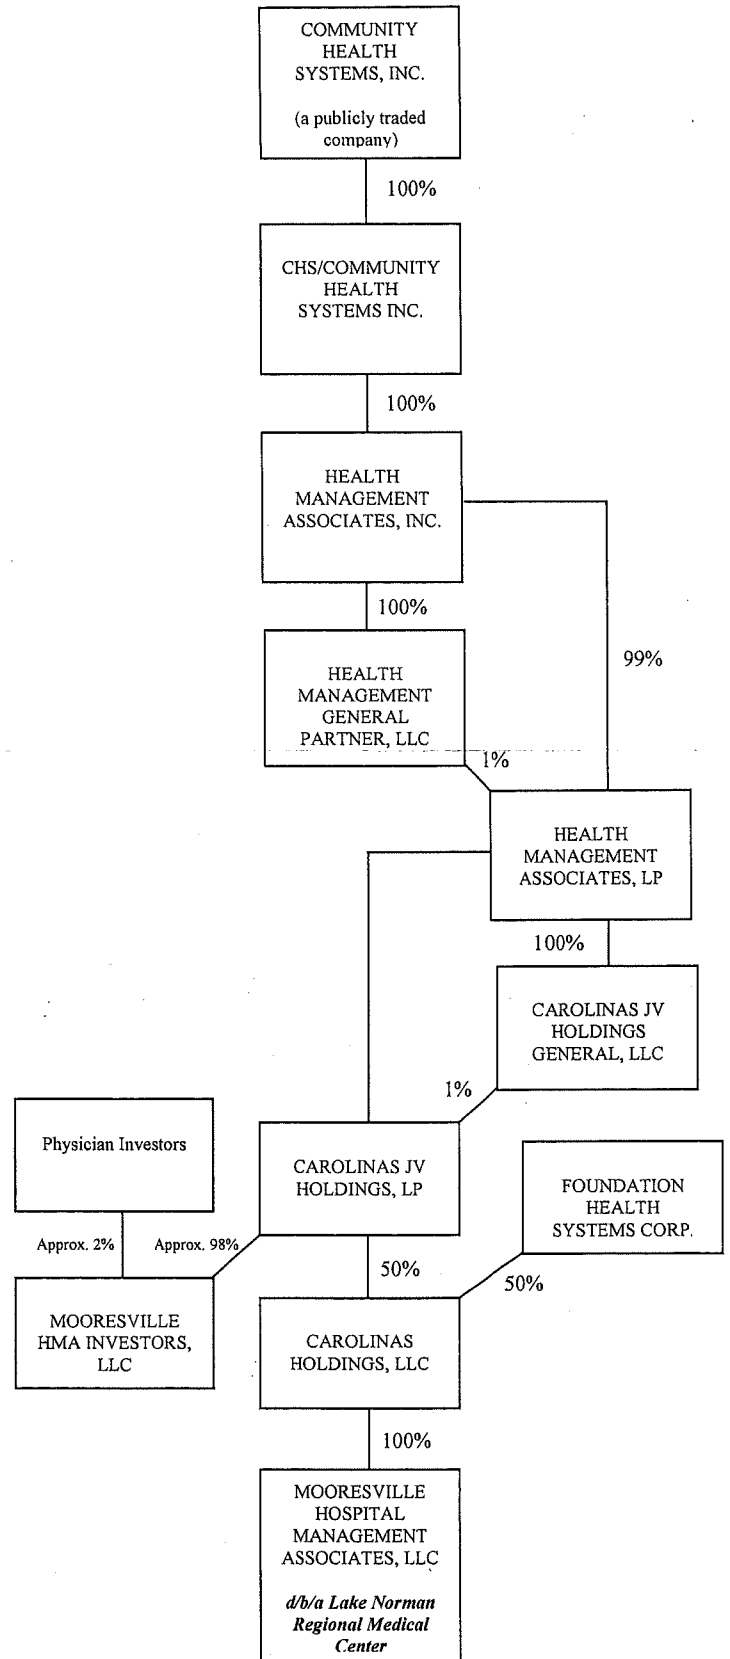 COMMUNITY
HEALTH
SYSTEMS, INC.
(a publicly traded
company)
100%
CHS/COMMUNITY
HEALTH
SYSTEMS INC.
100%
HEALTH
MANAGEMENT
ASSOCIATES, INC.
100%
99%
HEALTH
MANAGEMENT
GENERAL
PARTNER, LLC
1%
HEALTH
MANAGEMENT
ASSOCIATES, LP
100%
CAROLINAS JV
HOLDINGS
GENERAL, LLC
1%
Physician Investors
CAROLINAS JV
HOLDINGS, LP
FOUNDATION
HEALTH
SYSTEMS CORP.
Approx. 2%
Approx. 98%
50%
50%
MOORESVILLE
HMA INVESTORS,
LLC
CAROLINAS
HOLDINGS, LLC
100%
MOORESVILLE
HOSPITAL
MANAGEMENT
ASSOCIATES, LLC
d/b/a Lake Norman
Regional Medical
Center